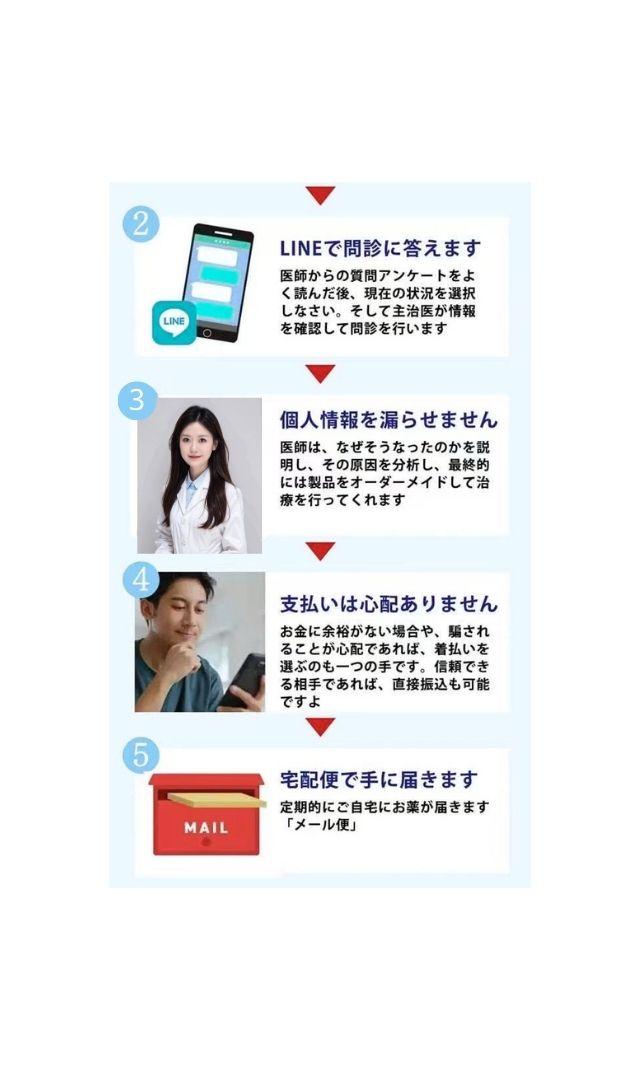 2
LINEで問診に答えます
医師からの質問アンケートをよ
く読んだ後、現在の状況を選択
しなさい。そして主治医が情報
を確認して問診を行います
LINE
3
個人情報を漏らせません
医師は、なぜそうなったのかを説
明し、その原因を分析し、最終的
には製品をオーダーメイドして治
療を行ってくれます
4
支払いは心配ありません
お金に余裕がない場合や、騙され
ることが心配であれば、着払いを
選ぶのも一つの手です。信頼でき
る相手であれば、直接振込も可能
ですよ
5
宅配便で手に届きます
定期的にご自宅にお薬が届きます
「メール便」
MAIL